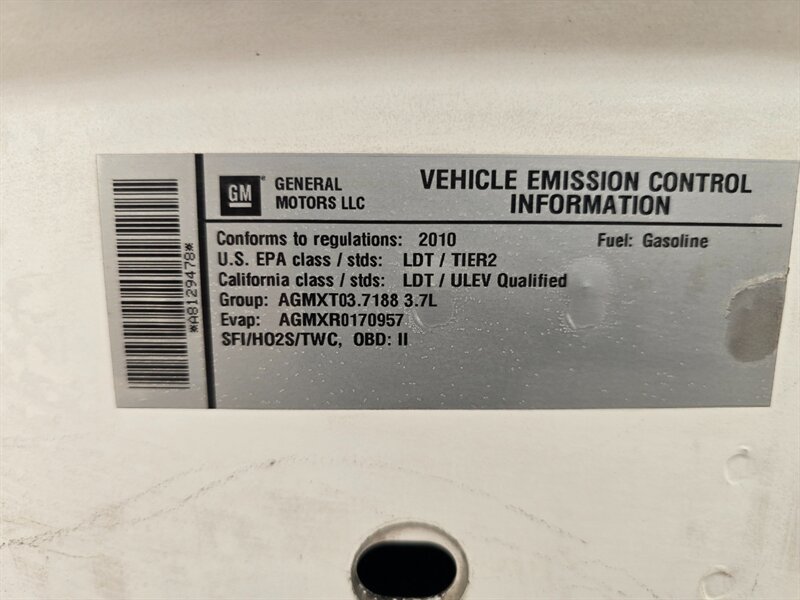 *A8129478*
GM GENERAL MOTORS LLC
VEHICLE EMISSION CONTROL
INFORMATION
Conforms to regulations: 2010 Fuel: Gasoline
U.S. EPA class / stds: LDT / TIER2
California class / stds: LDT / ULEV Qualified
Group: AGMXT03.7188 3.7L
Evap: AGMXR0170957
SFI/HO2S/TWC, OBD: II